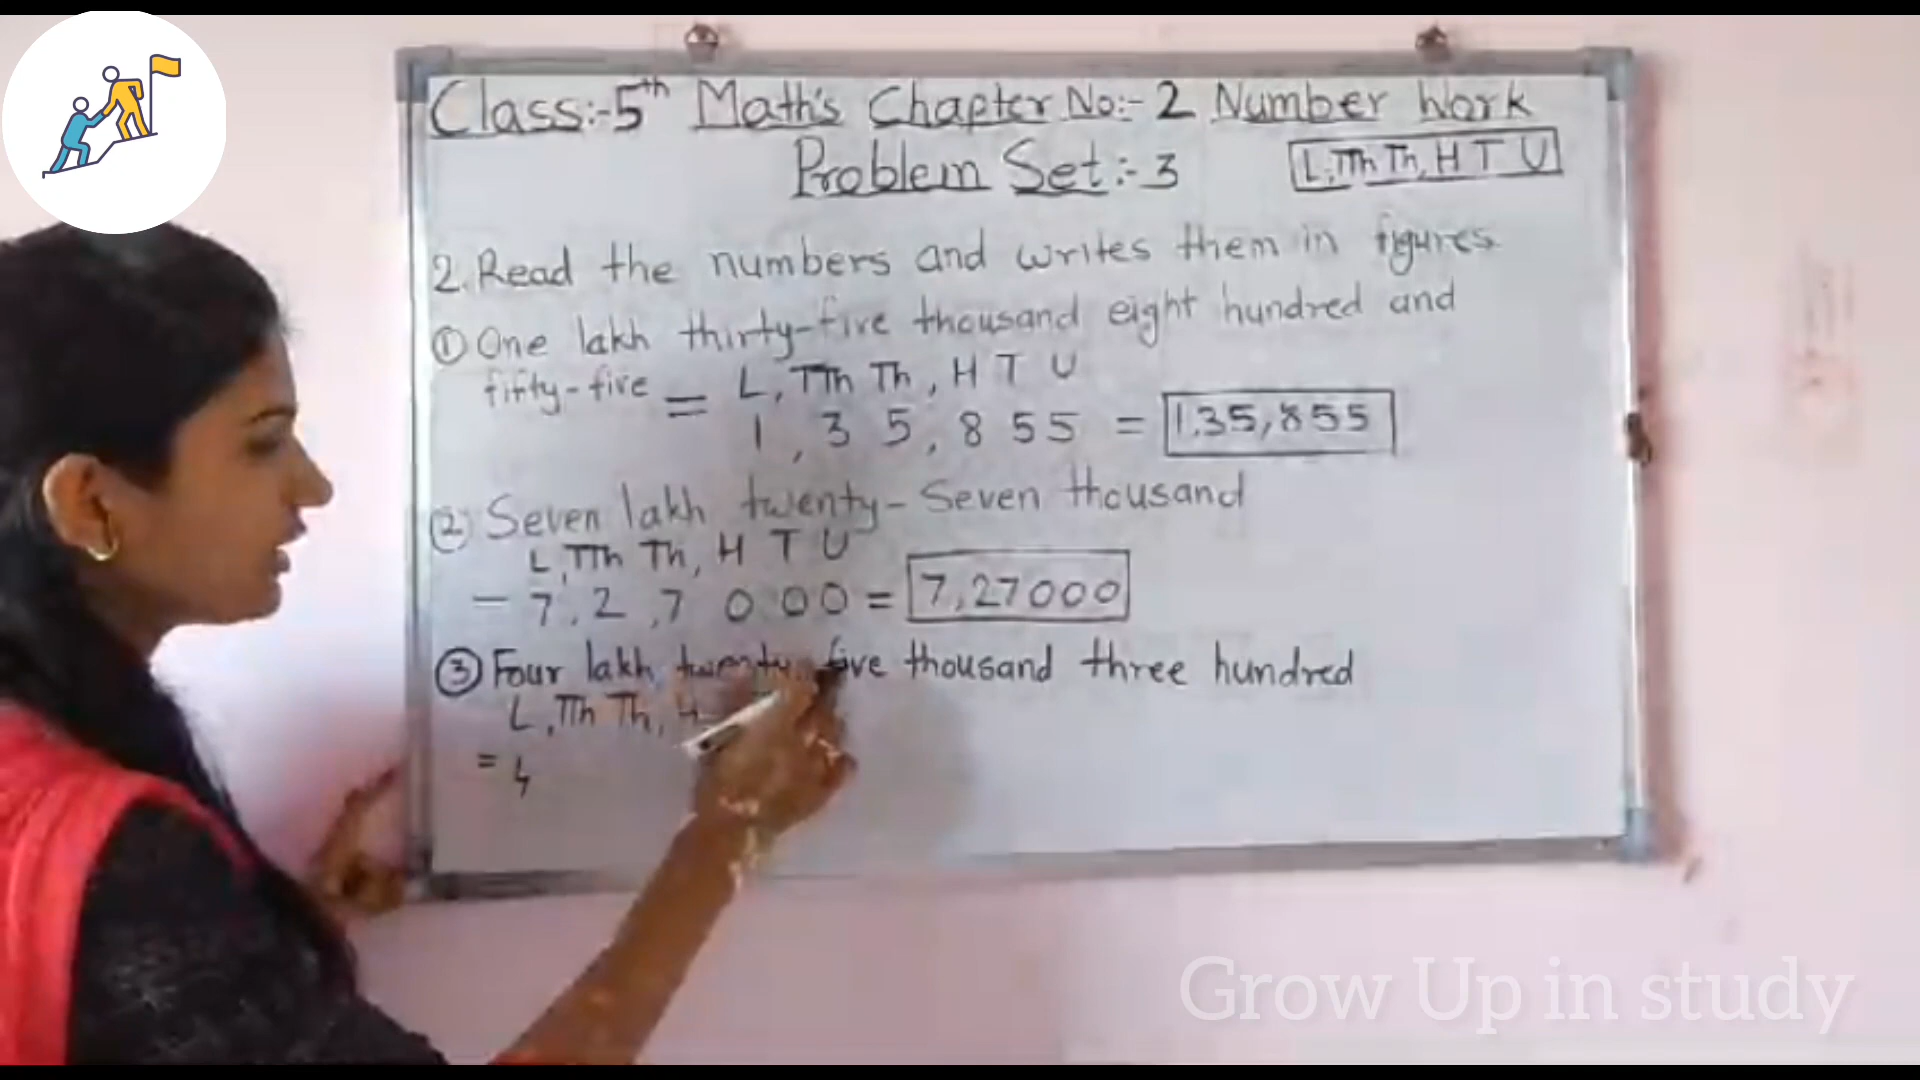 Class:-5th Math's Chapter No:- 2 Number Work
Problem Set:- 3
L, TTh Th, H T U
2. Read the numbers and writes them in figures.
① One lakh thirty-five thousand eight hundred and
fifty-five = L, TTh Th, H T U
1, 3 5, 8 5 5 = 1,35,855
② Seven lakh twenty-Seven thousand
L, TTh Th, H T U
- 7, 2, 7 0 0 0 = 7,27000
③ Four lakh twenty five thousand three hundred
L, TTh Th, H
= 4
Grow Up in study